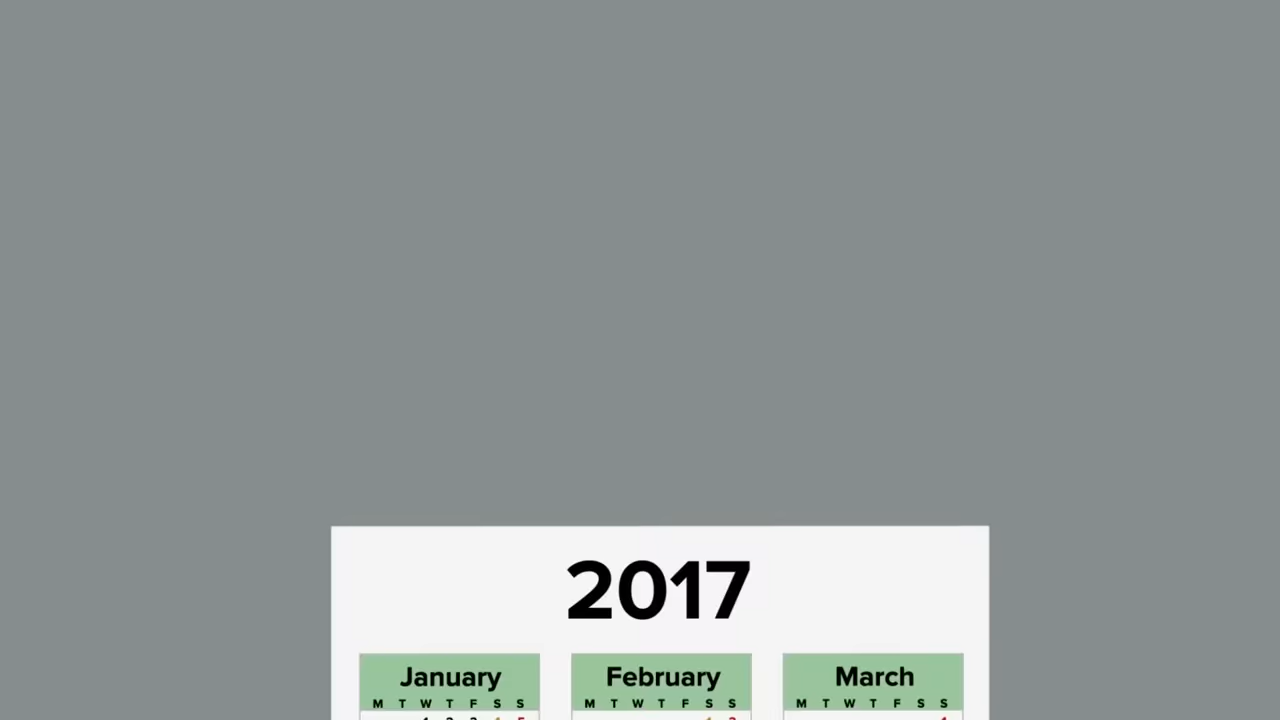 2017
January February March
M T W T F S S M T W T F S S M T W T F S S